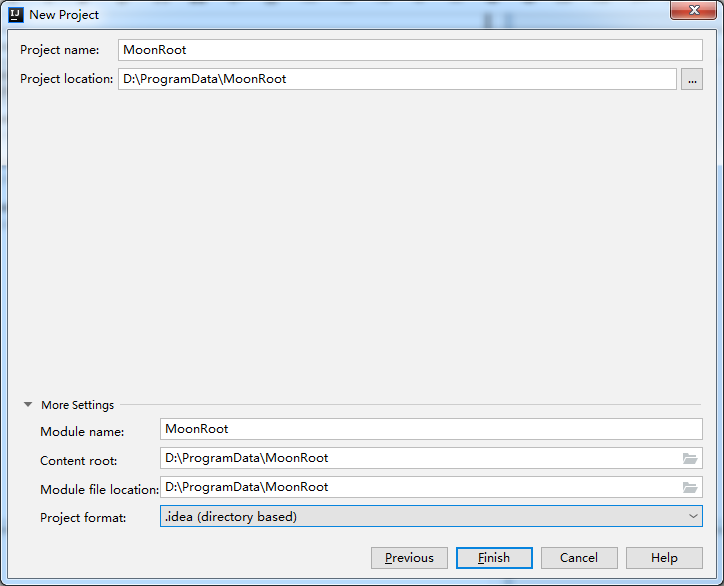 IJ New Project
Project name: MoonRoot
Project location: D:\ProgramData\MoonRoot ...
More Settings
Module name: MoonRoot
Content root: D:\ProgramData\MoonRoot
Module file location: D:\ProgramData\MoonRoot
Project format: .idea (directory based)
Previous Finish Cancel Help